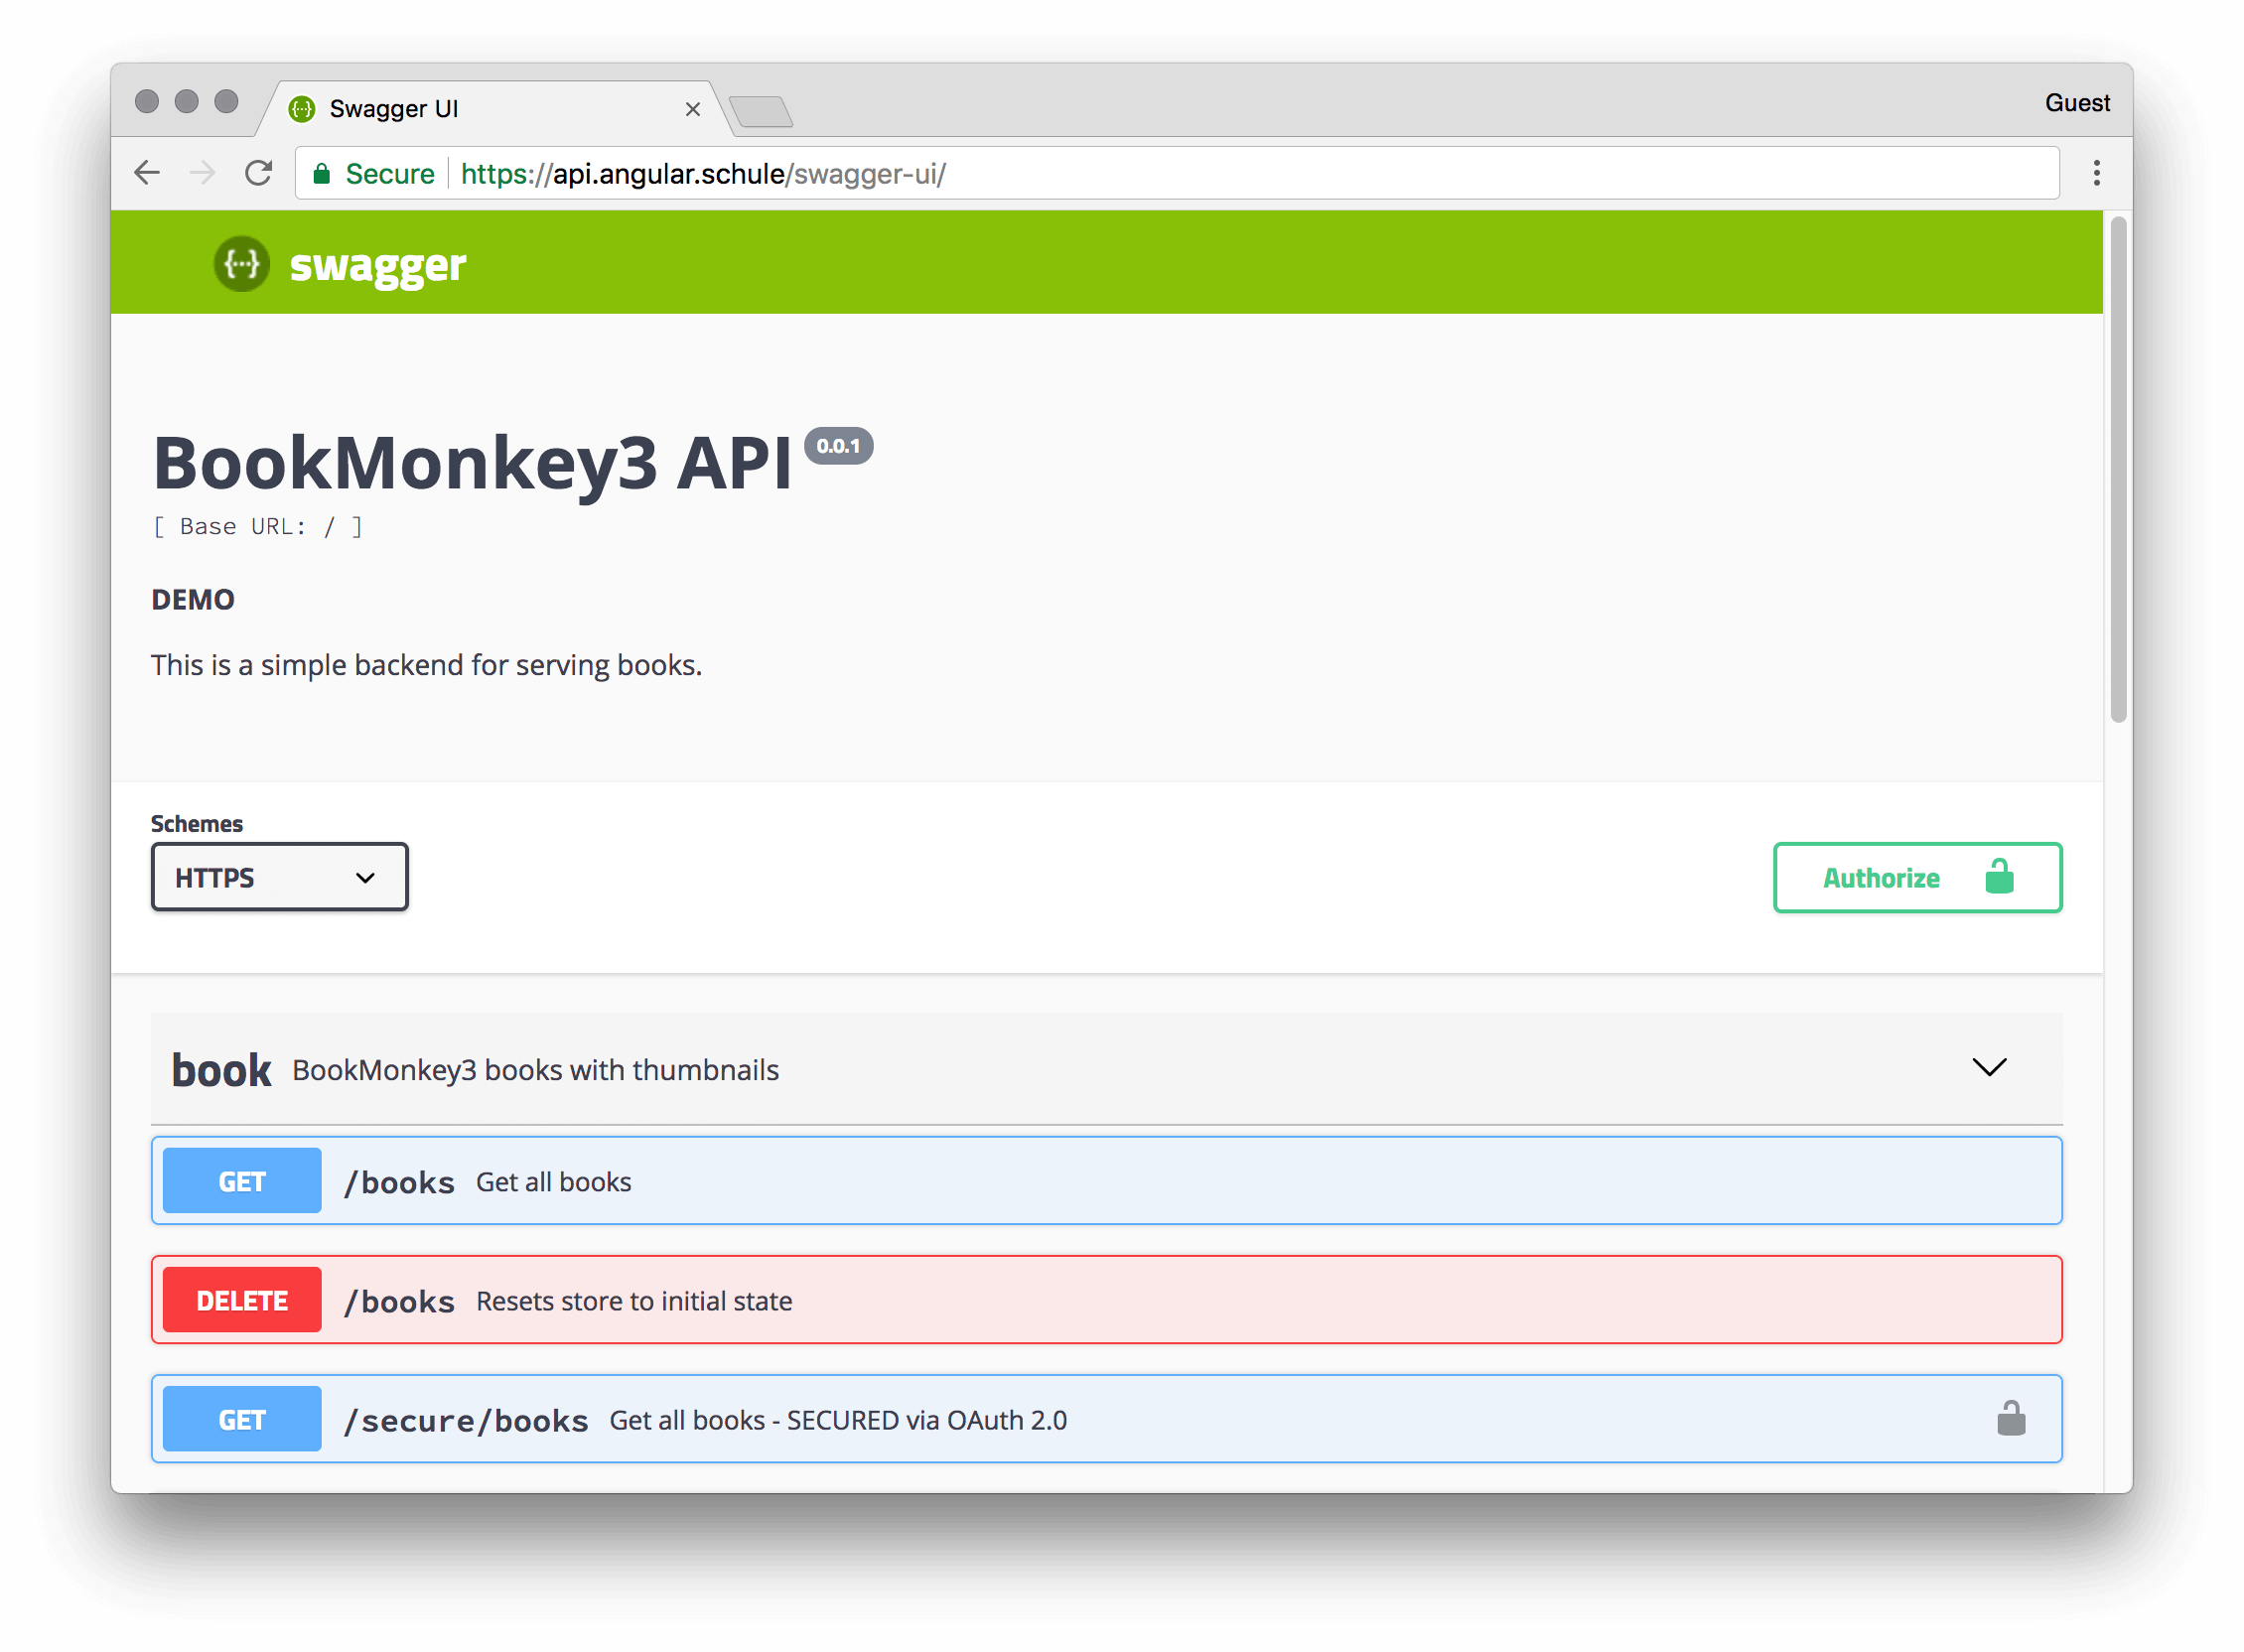 Swagger UI
Guest
Secure https://api.angular.schule/swagger-ui/
{...} swagger
BookMonkey3 API 0.0.1
[ Base URL: / ]
DEMO
This is a simple backend for serving books.
Schemes
HTTPS
Authorize
book BookMonkey3 books with thumbnails
GET /books Get all books
DELETE /books Resets store to initial state
GET /secure/books Get all books - SECURED via OAuth 2.0